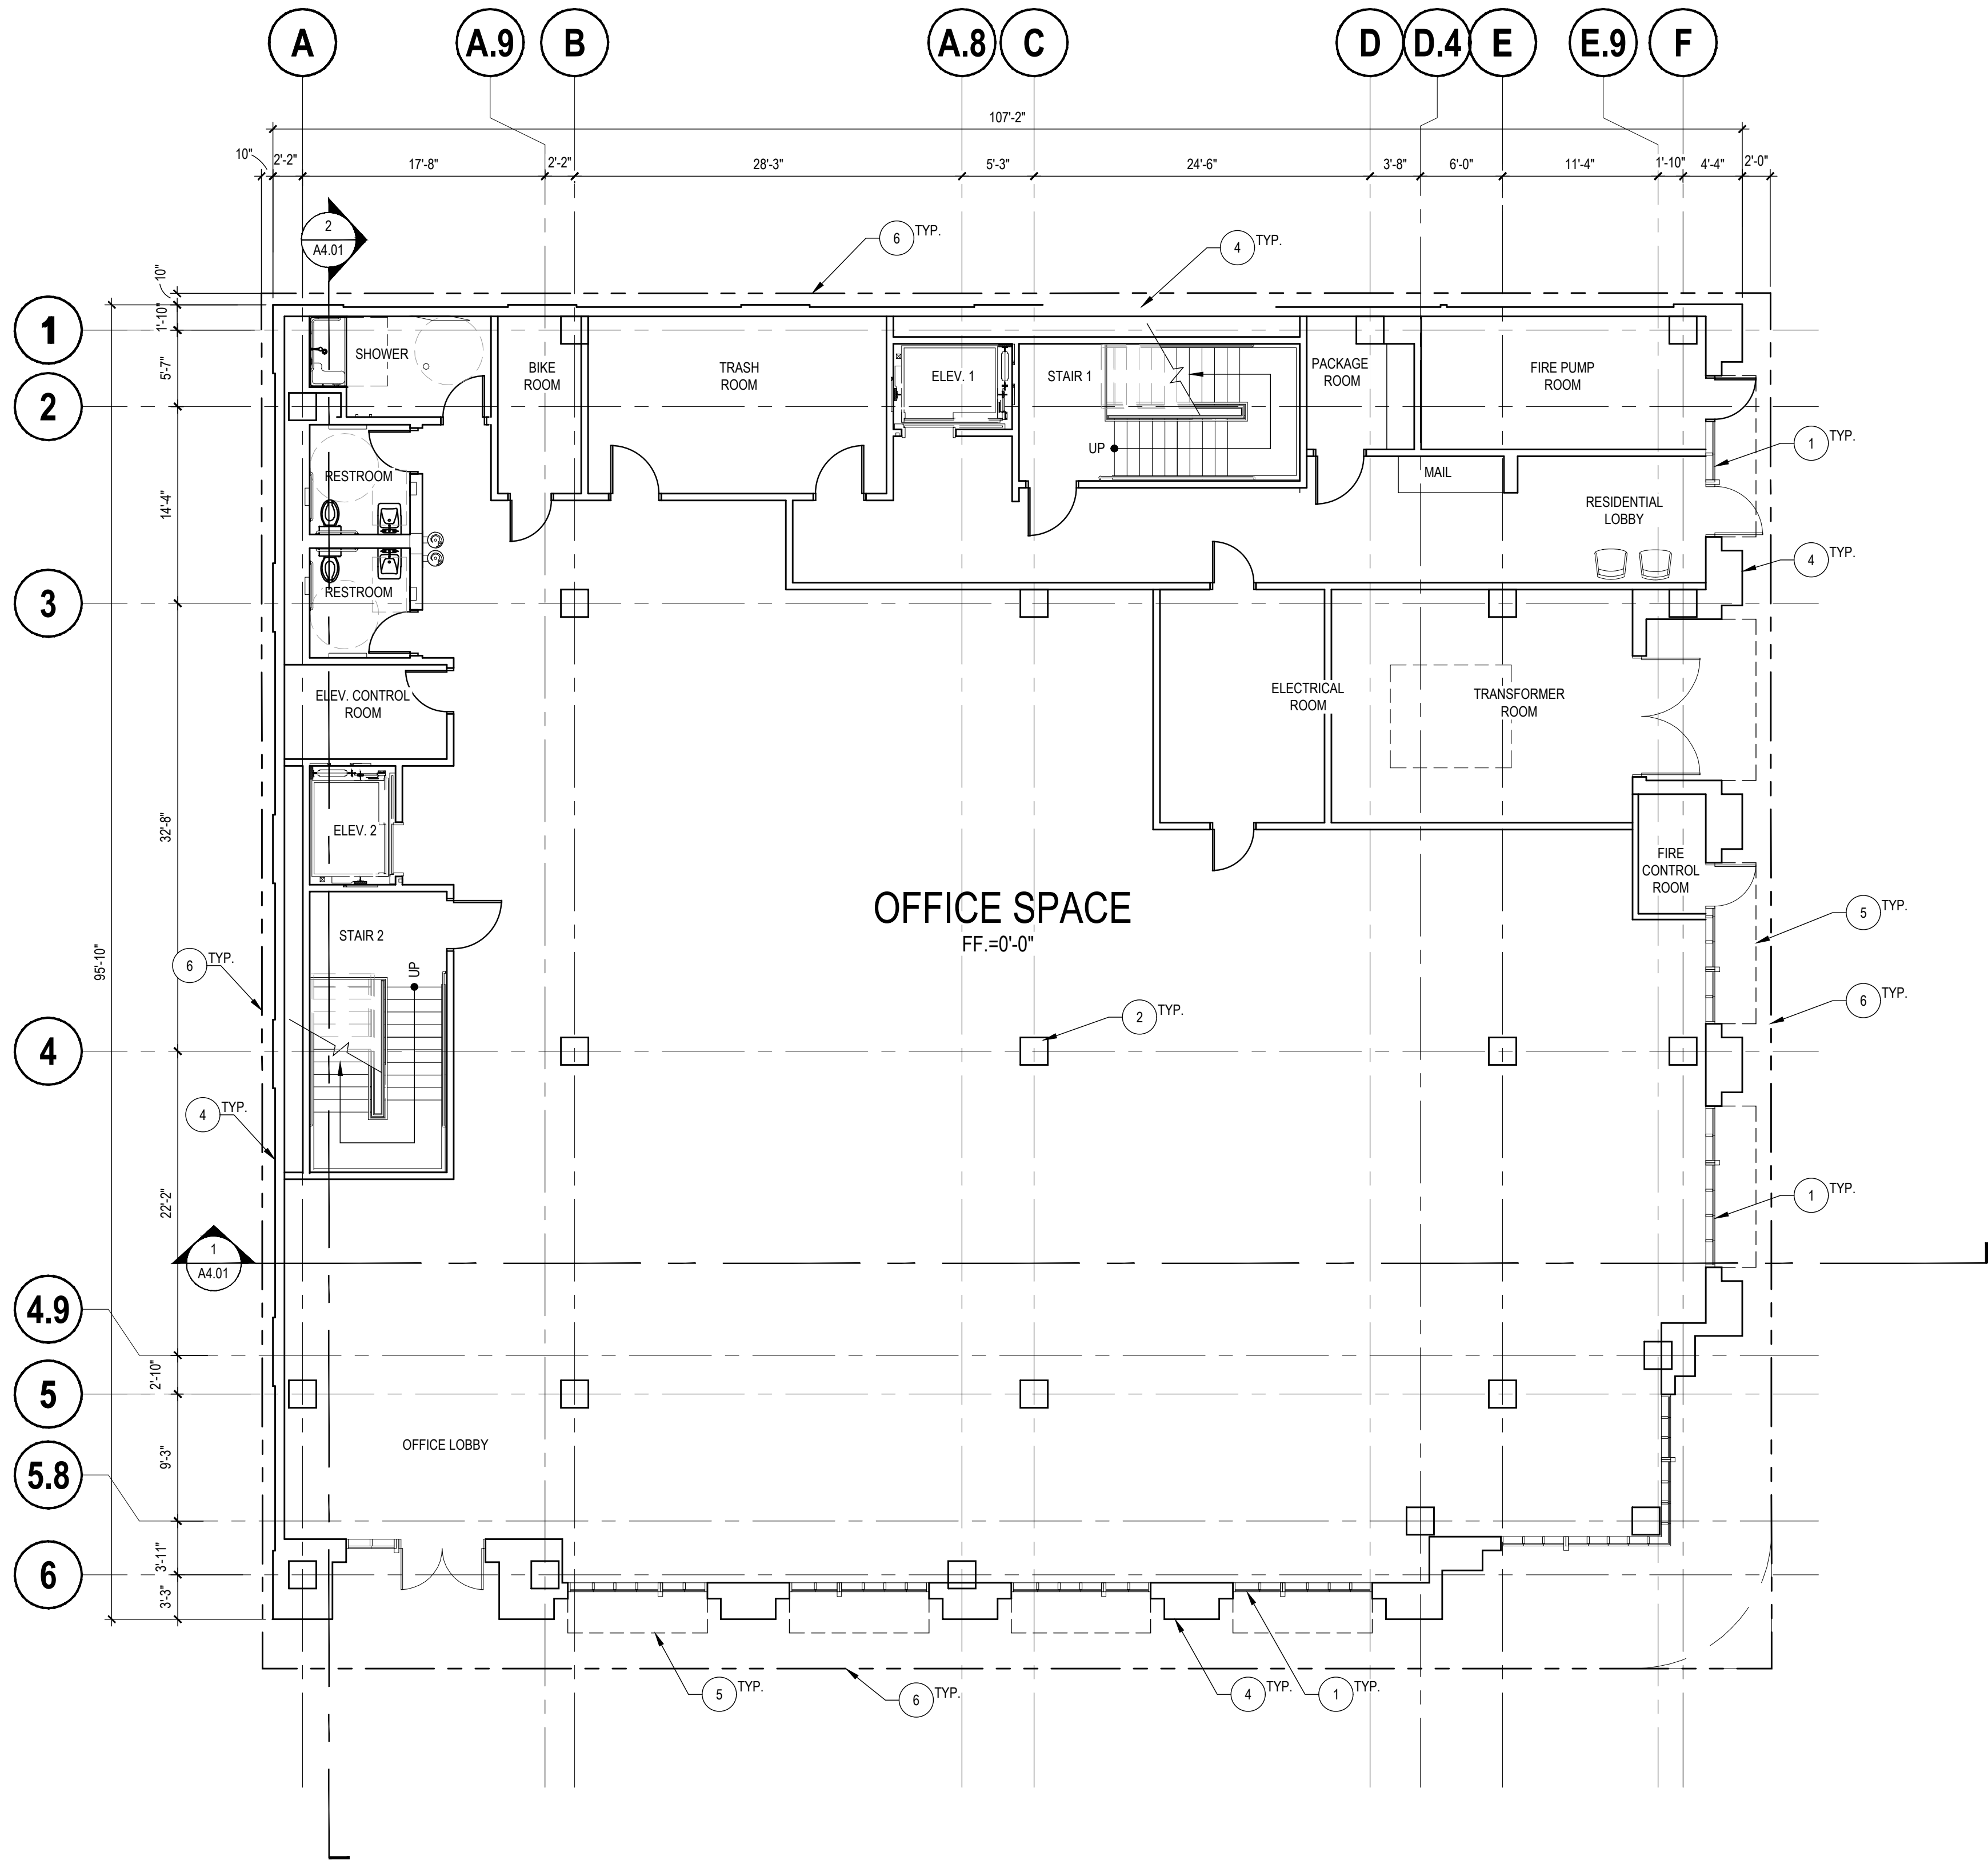 A A.9 B A.8 C D D.4 E E.9 F
107'-2"
10" 2'-2" 17'-8" 2'-2" 28'-3" 5'-3" 24'-6" 3'-8" 6'-0" 11'-4" 1'-10" 4'-4" 2'-0"
2
A4.01
6 TYP.
4 TYP.
10"
1'-10"
1
5'-7"
2
14'-4"
3
32'-8"
95'-10"
4
22'-2"
4.9
2'-10"
5
9'-3"
5.8
3'-11"
6
3'-3"
SHOWER
BIKE
ROOM
TRASH
ROOM
ELEV. 1
STAIR 1
UP
PACKAGE
ROOM
FIRE PUMP
ROOM
1 TYP.
MAIL
RESIDENTIAL
LOBBY
4 TYP.
RESTROOM
RESTROOM
ELEV. CONTROL
ROOM
ELECTRICAL
ROOM
TRANSFORMER
ROOM
ELEV. 2
FIRE
CONTROL
ROOM
OFFICE SPACE
FF.=0'-0"
5 TYP.
STAIR 2
UP
6 TYP.
6 TYP.
2 TYP.
4 TYP.
1 TYP.
1
A4.01
OFFICE LOBBY
5 TYP.
6 TYP.
4 TYP.
1 TYP.